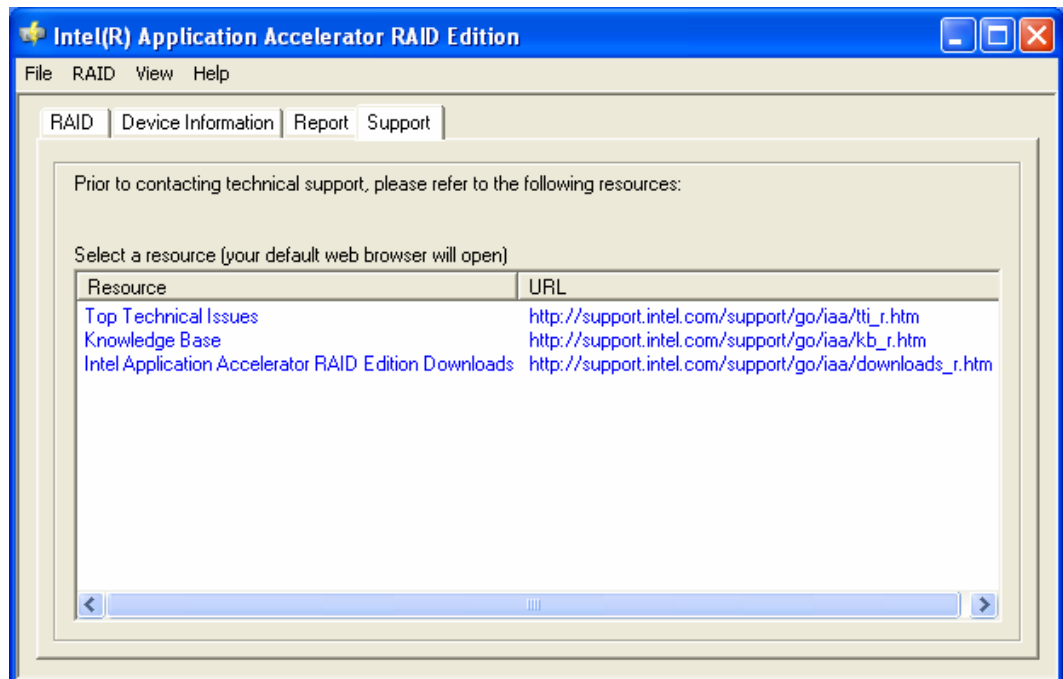 Intel(R) Application Accelerator RAID Edition
File RAID View Help
RAID Device Information Report Support
Prior to contacting technical support, please refer to the following resources:
Select a resource (your default web browser will open)
Resource URL
Top Technical Issues http://support.intel.com/support/go/iaa/tti_r.htm
Knowledge Base http://support.intel.com/support/go/iaa/kb_r.htm
Intel Application Accelerator RAID Edition Downloads http://support.intel.com/support/go/iaa/downloads_r.htm